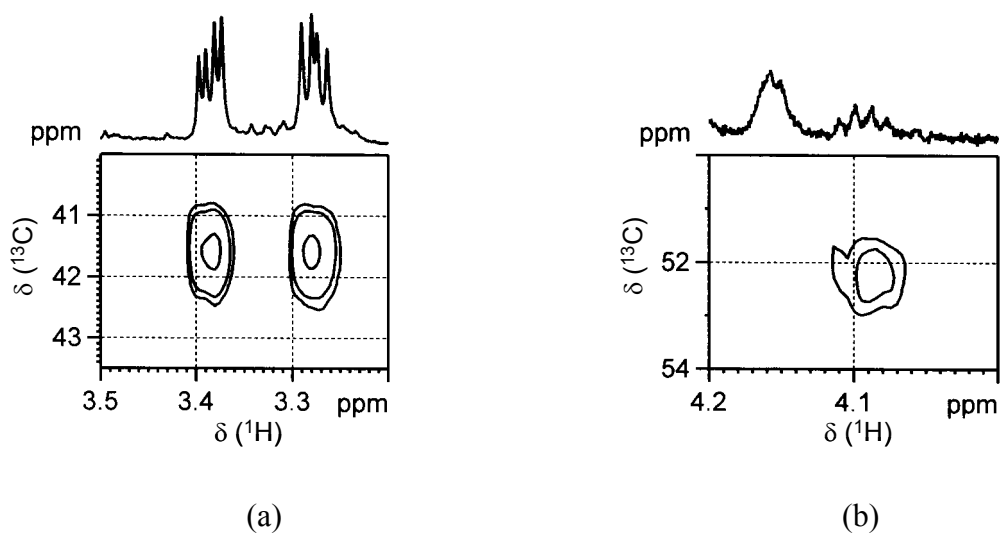 ppm
41
42
43
δ (¹³C)
3.5 3.4 3.3 ppm
δ (¹H)
(a)
ppm
52
54
δ (¹³C)
4.2 4.1 ppm
δ (¹H)
(b)